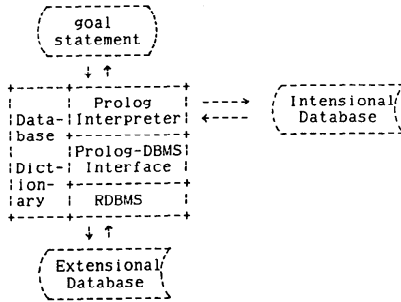 goal
statement
Prolog
Interpreter
Data-
base
Prolog-DBMS
Interface
Dict-
ion-
ary
RDBMS
Intensional
Database
Extensional
Database